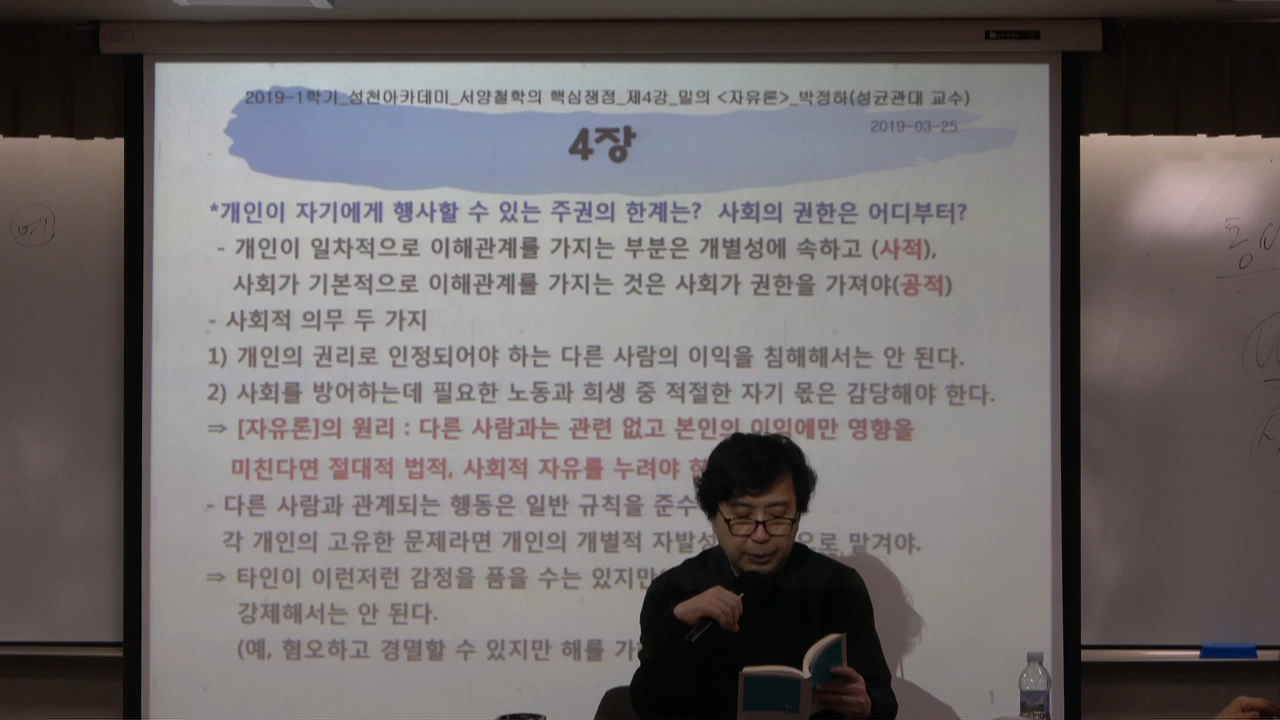 2019-1학기_성천아카데미_서양철학의 핵심쟁점_제4강_밀의 <자유론>_박정하(성균관대 교수)
2019-03-25
4장
*개인이 자기에게 행사할 수 있는 주권의 한계는? 사회의 권한은 어디부터?
- 개인이 일차적으로 이해관계를 가지는 부분은 개별성에 속하고 (사적),
사회가 기본적으로 이해관계를 가지는 것은 사회가 권한을 가져야(공적)
- 사회적 의무 두 가지
1) 개인의 권리로 인정되어야 하는 다른 사람의 이익을 침해해서는 안 된다.
2) 사회를 방어하는데 필요한 노동과 희생 중 적절한 자기 몫은 감당해야 한다.
⇒ [자유론]의 원리 : 다른 사람과는 관련 없고 본인의 이익에만 영향을
미친다면 절대적 법적, 사회적 자유를 누려야
- 다른 사람과 관계되는 행동은 일반 규칙을 준수
각 개인의 고유한 문제라면 개인의 개별적 맡겨야.
⇒ 타인이 이런저런 감정을 품을 수는 있지만
강제해서는 안 된다.
(예, 혐오하고 경멸할 수 있지만 해를